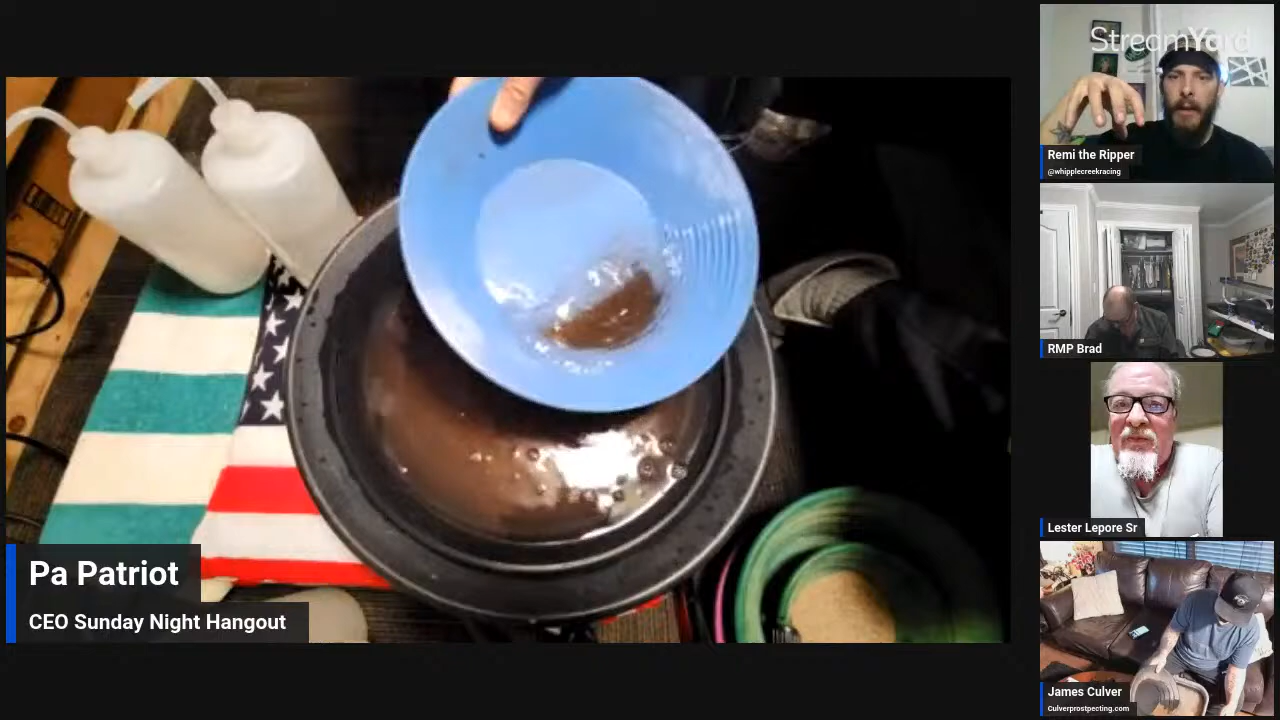 Pa Patriot
CEO Sunday Night Hangout
StreamYard
Remi the Ripper
@whipplecreekracing
RMP Brad
Lester Lepore Sr
James Culver
Culverprostpecting.com